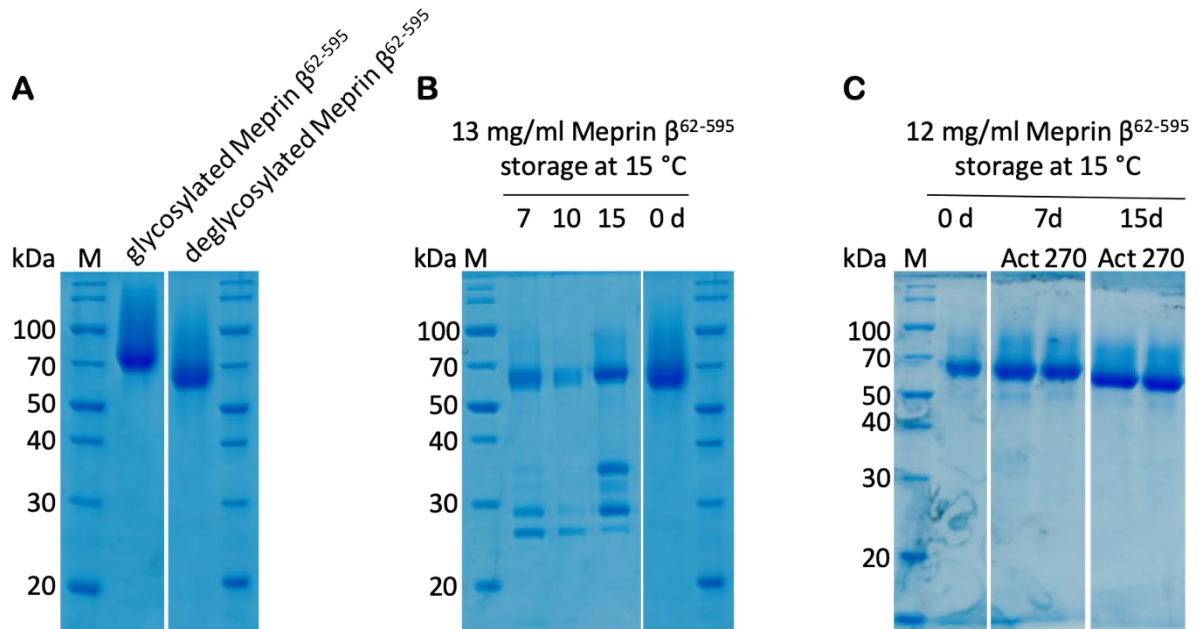 A
glycosylated Meprin β62-595
deglycosylated Meprin β62-595
kDa M
100
70
50
40
30
20
B
13 mg/ml Meprin β62-595
storage at 15 °C
7 10 15 0 d
kDa M
100
70
50
40
30
20
C
12 mg/ml Meprin β62-595
storage at 15 °C
0 d 7d 15d
kDa M Act 270 Act 270
100
70
50
40
30
20